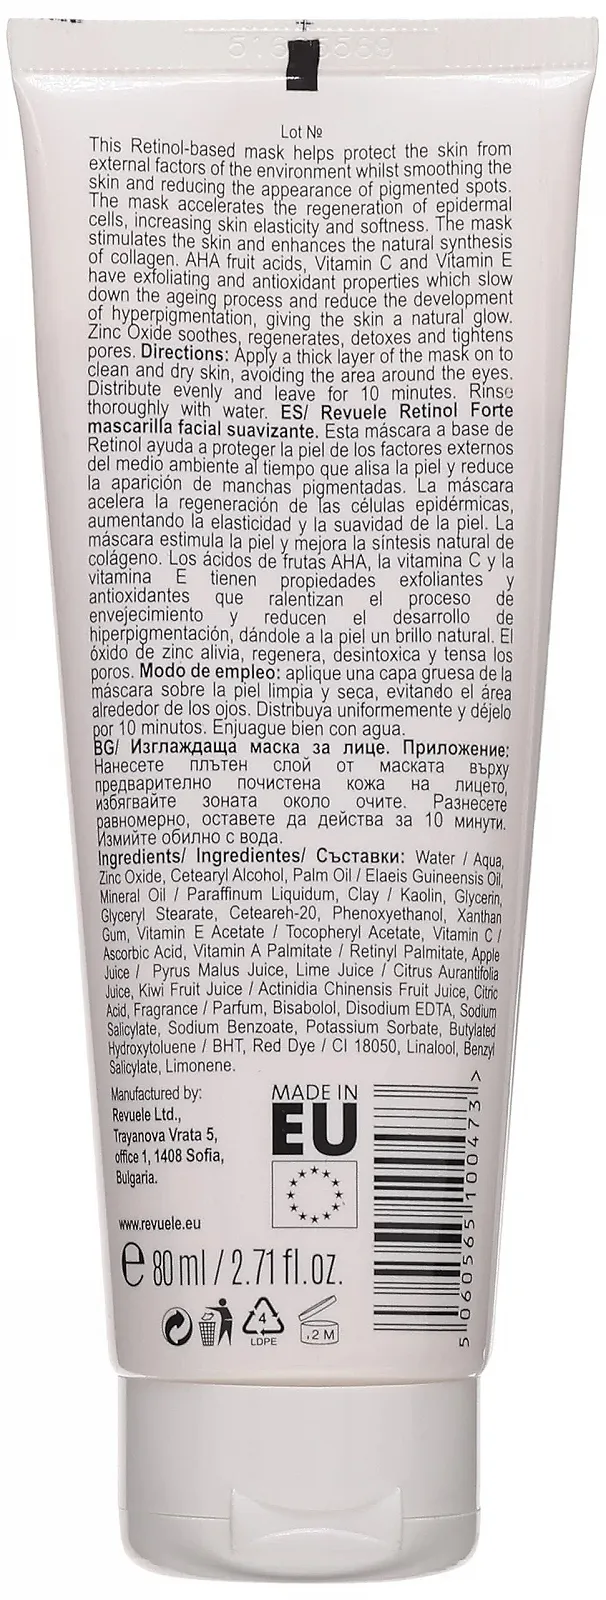 Lot №
This Retinol-based mask helps protect the skin from
external factors of the environment whilst smoothing the
skin and reducing the appearance of pigmented spots.
The mask accelerates the regeneration of epidermal
cells, increasing skin elasticity and softness. The mask
stimulates the skin and enhances the natural synthesis
of collagen. AHA fruit acids, Vitamin C and Vitamin E
have exfoliating and antioxidant properties which slow
down the ageing process and reduce the development
of hyperpigmentation, giving the skin a natural glow.
Zinc Oxide soothes, regenerates, detoxes and tightens
pores. Directions: Apply a thick layer of the mask on to
clean and dry skin, avoiding the area around the eyes.
Distribute evenly and leave for 10 minutes. Rinse
thoroughly with water. ES/ Revuele Retinol Forte
mascarilla facial suavizante. Esta máscara a base de
Retinol ayuda a proteger la piel de los factores externos
del medio ambiente al tiempo que alisa la piel y reduce
la aparición de manchas pigmentadas. La máscara
acelera la regeneración de las células epidérmicas,
aumentando la elasticidad y la suavidad de la piel. La
máscara estimula la piel y mejora la síntesis natural de
colágeno. Los ácidos de frutas AHA, la vitamina C y la
vitamina E tienen propiedades exfoliantes y
antioxidantes que ralentizan el proceso de
envejecimiento y reducen el desarrollo de
hiperpigmentación, dándole a la piel un brillo natural. El
óxido de zinc alivia, regenera, desintoxica y tensa los
poros. Modo de empleo: aplique una capa gruesa de la
máscara sobre la piel limpia y seca, evitando el área
alrededor de los ojos. Distribuya uniformemente y déjelo
por 10 minutos. Enjuague bien con agua.
BG/ Изглаждаща маска за лице. Приложение:
Нанесете плътен слой от маската върху
предварително почистена кожа на лицето,
избягвайте зоната около очите. Разнесете
равномерно, оставете да действа за 10 минути.
Измийте обилно с вода.
Ingredients/ Ingredientes/ Съставки: Water / Aqua,
Zinc Oxide, Cetearyl Alcohol, Palm Oil / Elaeis Guineensis Oil,
Mineral Oil / Paraffinum Liquidum, Clay / Kaolin, Glycerin,
Glyceryl Stearate, Ceteareh-20, Phenoxyethanol, Xanthan
Gum, Vitamin E Acetate / Tocopheryl Acetate, Vitamin C /
Ascorbic Acid, Vitamin A Palmitate / Retinyl Palmitate, Apple
Juice / Pyrus Malus Juice, Lime Juice / Citrus Aurantifolia
Juice, Kiwi Fruit Juice / Actinidia Chinensis Fruit Juice, Citric
Acid, Fragrance / Parfum, Bisabolol, Disodium EDTA, Sodium
Salicylate, Sodium Benzoate, Potassium Sorbate, Butylated
Hydroxytoluene / BHT, Red Dye / CI 18050, Linalool, Benzyl
Salicylate, Limonene.
Manufactured by:
Revuele Ltd.,
Trayanova Vrata 5,
office 1, 1408 Sofia,
Bulgaria.
www.revuele.eu
MADE IN
EU
5 060565 100473 >
e 80 ml / 2.71 fl.oz.
4
LDPE